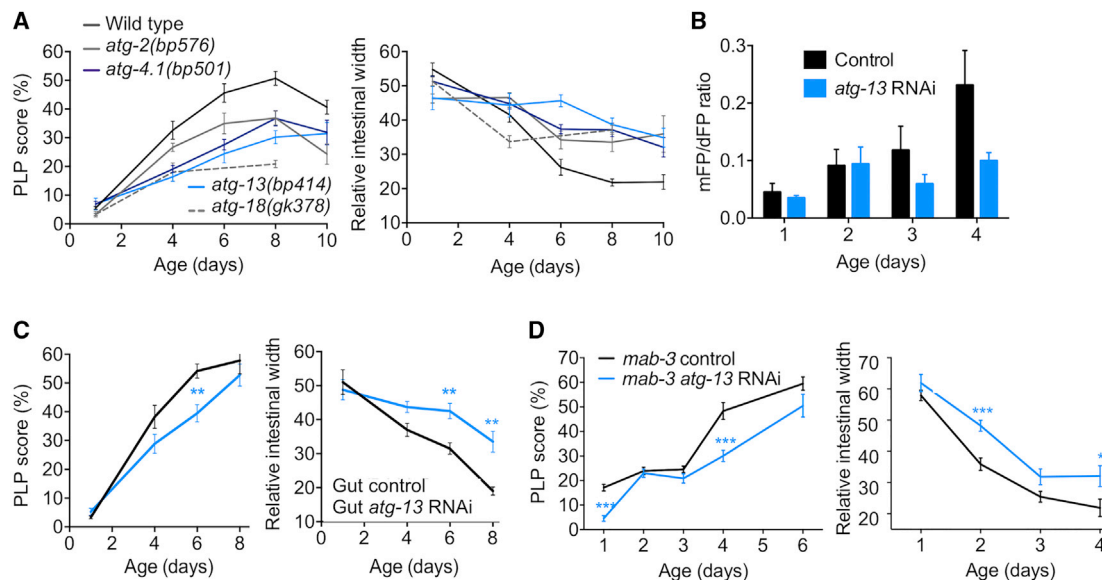 A
Wild type
atg-2(bp576)
atg-4.1(bp501)
PLP score (%)
60
50
40
30
20
10
0
atg-13(bp414)
atg-18(gk378)
0 2 4 6 8 10
Age (days)
Relative intestinal width
60
50
40
30
20
10
0
0 2 4 6 8 10
Age (days)
B
Control
atg-13 RNAi
mFP/dFP ratio
0.3
0.2
0.1
0.0
1 2 3 4
Age (days)
C
PLP score (%)
60
50
40
30
20
10
0
**
0 2 4 6 8
Age (days)
Relative intestinal width
60
50
40
30
20
10
**
**
Gut control
Gut atg-13 RNAi
0 2 4 6 8
Age (days)
D
mab-3 control
mab-3 atg-13 RNAi
PLP score (%)
70
60
50
40
30
20
10
0
***
***
1 2 3 4 5 6
Age (days)
Relative intestinal width
70
60
50
40
30
20
***
*
1 2 3 4
Age (days)